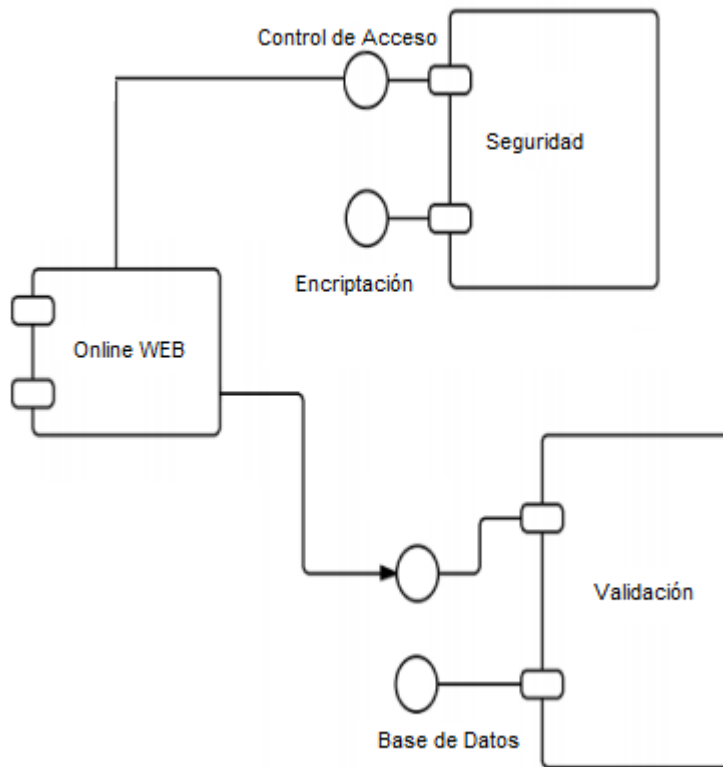 Control de Acceso
Seguridad
Encriptación
Online WEB
Validación
Base de Datos